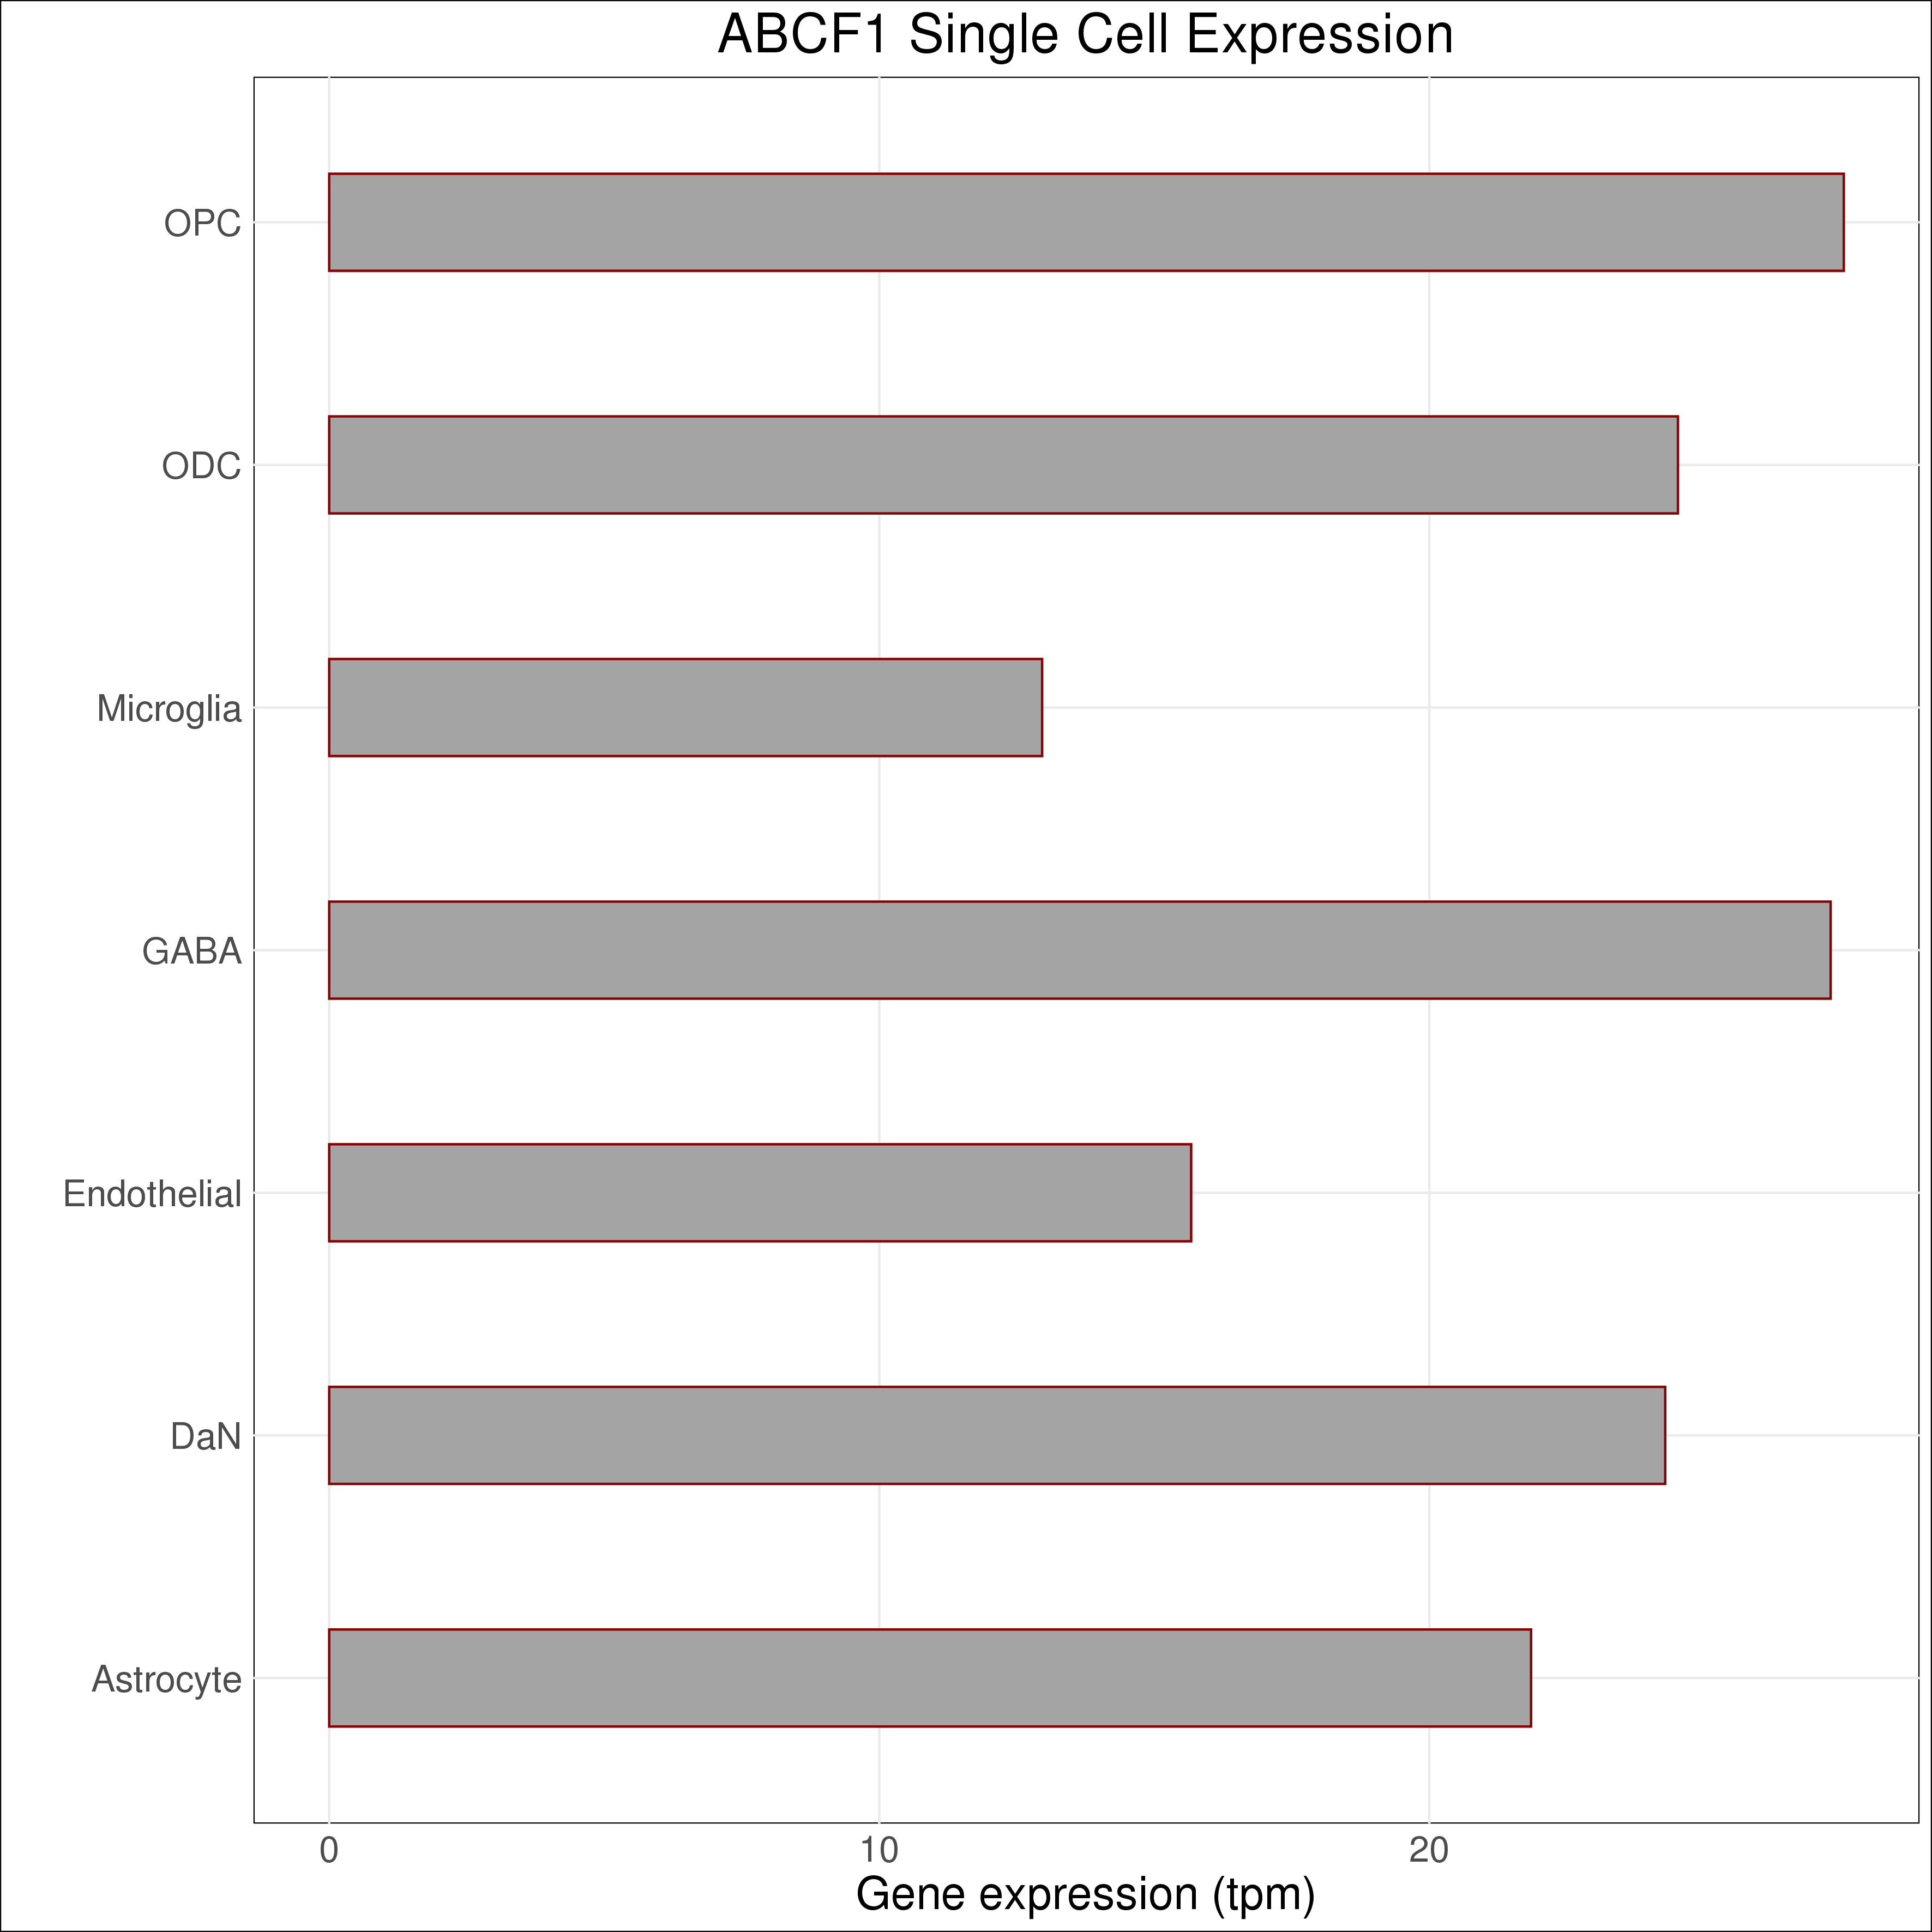 ABCF1 Single Cell Expression
OPC
ODC
Microglia
GABA
Endothelial
DaN
Astrocyte
0 10 20
Gene expression (tpm)